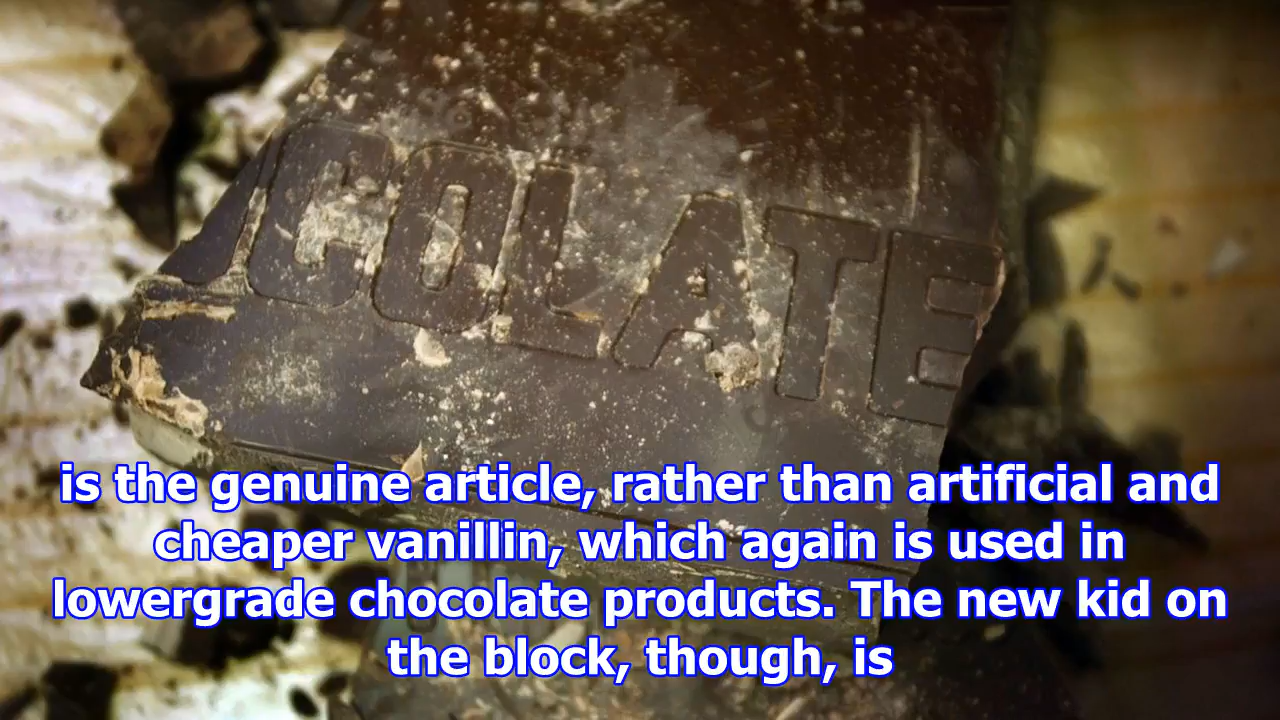 COLATE
is the genuine article, rather than artificial and
cheaper vanillin, which again is used in
lowergrade chocolate products. The new kid on
the block, though, is